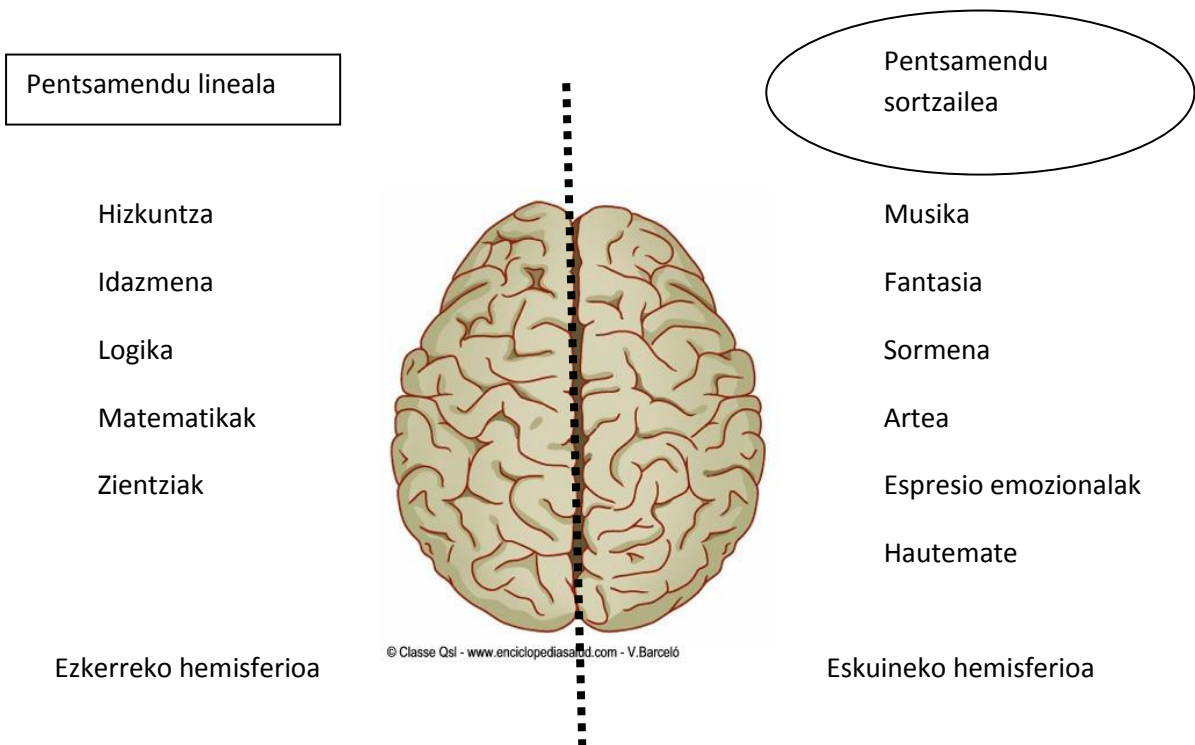 Pentsamendu lineala
Hizkuntza
Idazmena
Logika
Matematikak
Zientziak
Ezkerreko hemisferioa
© Classe Qsl - www.enciclopediasalud.com - V.Barceló
Pentsamendu
sortzailea
Musika
Fantasia
Sormena
Artea
Espresio emozionalak
Hautemate
Eskuineko hemisferioa